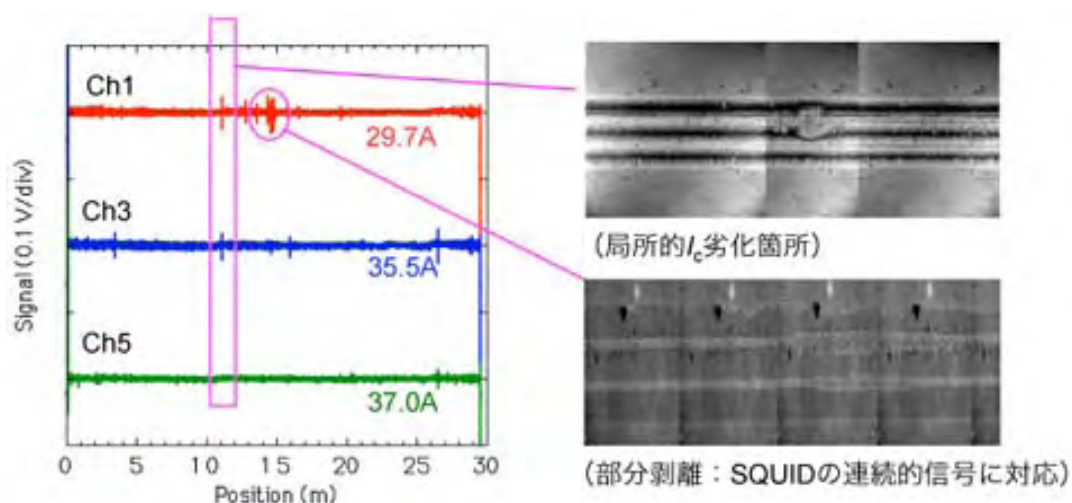 Signal (0.1 V/div)
Ch1
29.7A
Ch3
35.5A
Ch5
37.0A
0 5 10 15 20 25 30
Position (m)
(局所的Ic劣化箇所)
(部分剥離：SQUIDの連続的信号に対応)